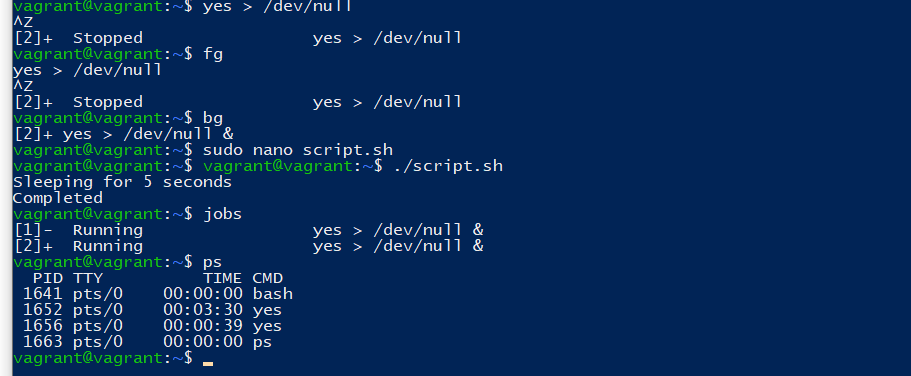 vagrant@vagrant:~$ yes > /dev/null
^Z
[2]+  Stopped                 yes > /dev/null
vagrant@vagrant:~$ fg
yes > /dev/null
^Z
[2]+  Stopped                 yes > /dev/null
vagrant@vagrant:~$ bg
[2]+ yes > /dev/null &
vagrant@vagrant:~$ sudo nano script.sh
vagrant@vagrant:~$ vagrant@vagrant:~$ ./script.sh
Sleeping for 5 seconds
Completed
vagrant@vagrant:~$ jobs
[1]-  Running                 yes > /dev/null &
[2]+  Running                 yes > /dev/null &
vagrant@vagrant:~$ ps
  PID TTY          TIME CMD
 1641 pts/0    00:00:00 bash
 1652 pts/0    00:03:30 yes
 1656 pts/0    00:00:39 yes
 1663 pts/0    00:00:00 ps
vagrant@vagrant:~$ _